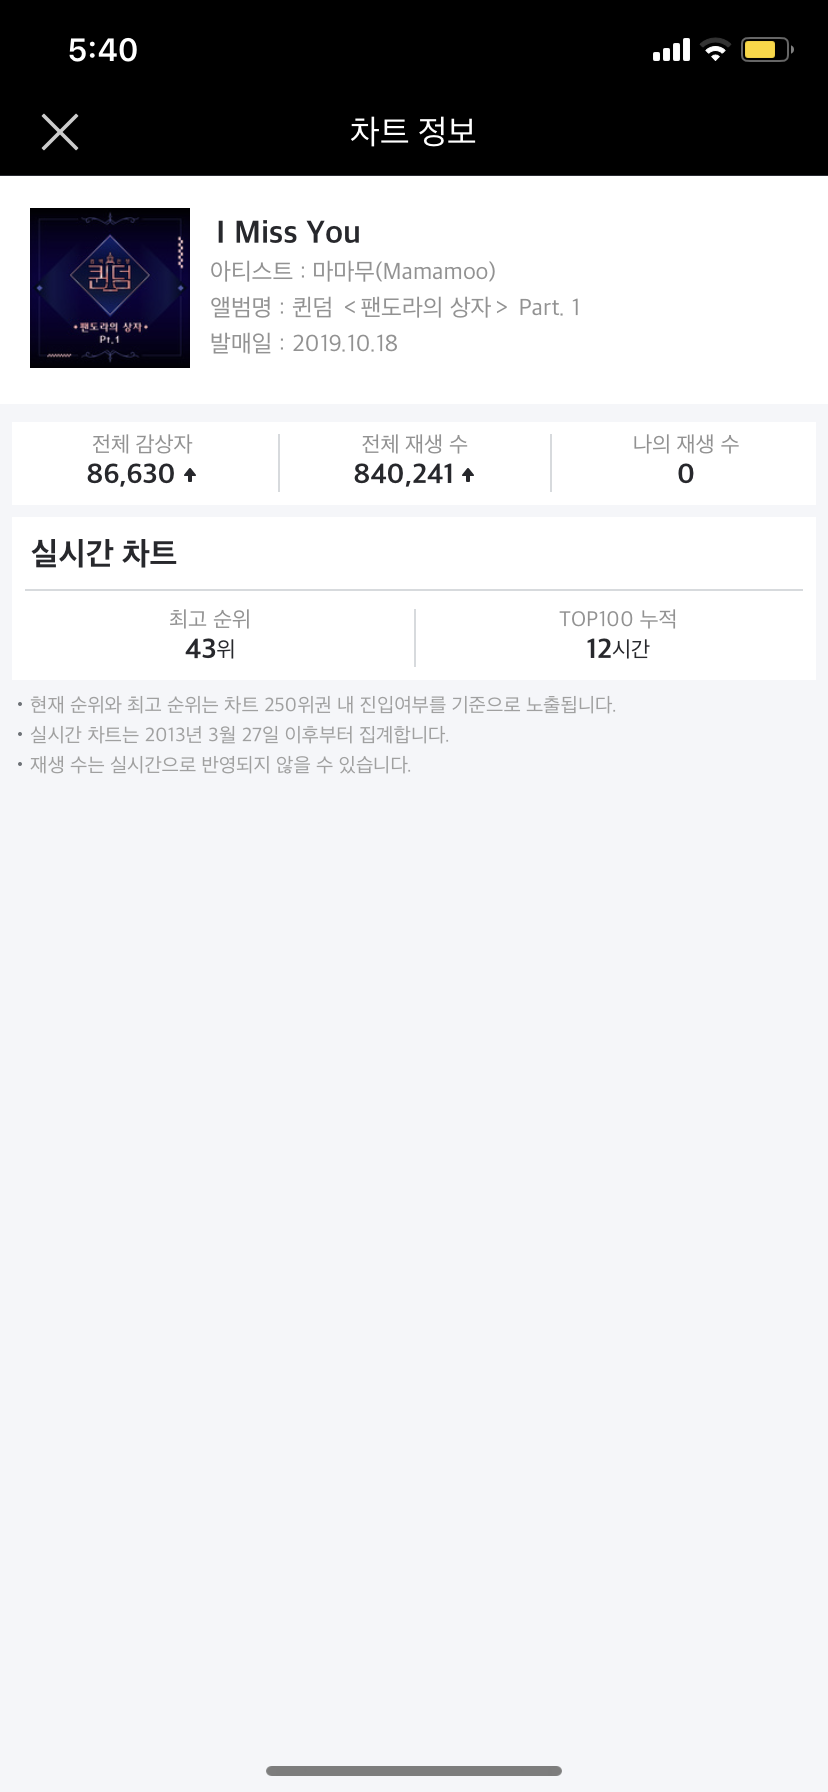 5:40
차트 정보
퀸덤
•팬도라의 상자•
Pt.1
I Miss You
아티스트 : 마마무(Mamamoo)
앨범명 : 퀸덤 <팬도라의 상자> Part. 1
발매일 : 2019.10.18
전체 감상자
86,630
전체 재생 수
840,241
나의 재생 수
0
실시간 차트
최고 순위
43위
TOP100 누적
12시간
• 현재 순위와 최고 순위는 차트 250위권 내 진입여부를 기준으로 노출됩니다.
• 실시간 차트는 2013년 3월 27일 이후부터 집계합니다.
• 재생 수는 실시간으로 반영되지 않을 수 있습니다.